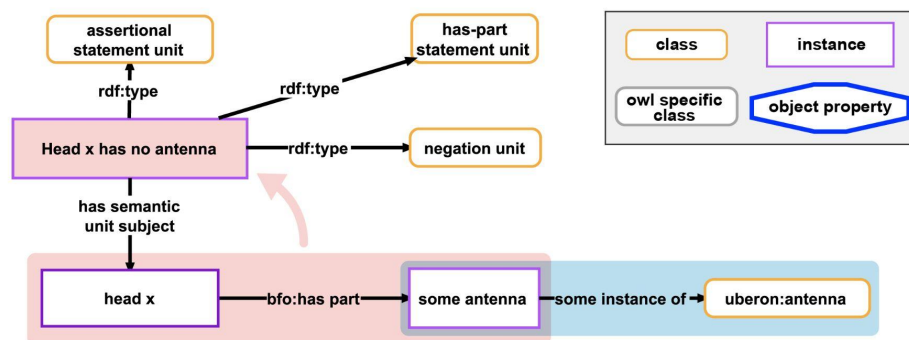 assertional
statement unit
has-part
statement unit
class
instance
rdf:type
rdf:type
owl specific
class
object property
Head x has no antenna
rdf:type
negation unit
has semantic
unit subject
head x
bfo:has part
some antenna
some instance of
uberon:antenna